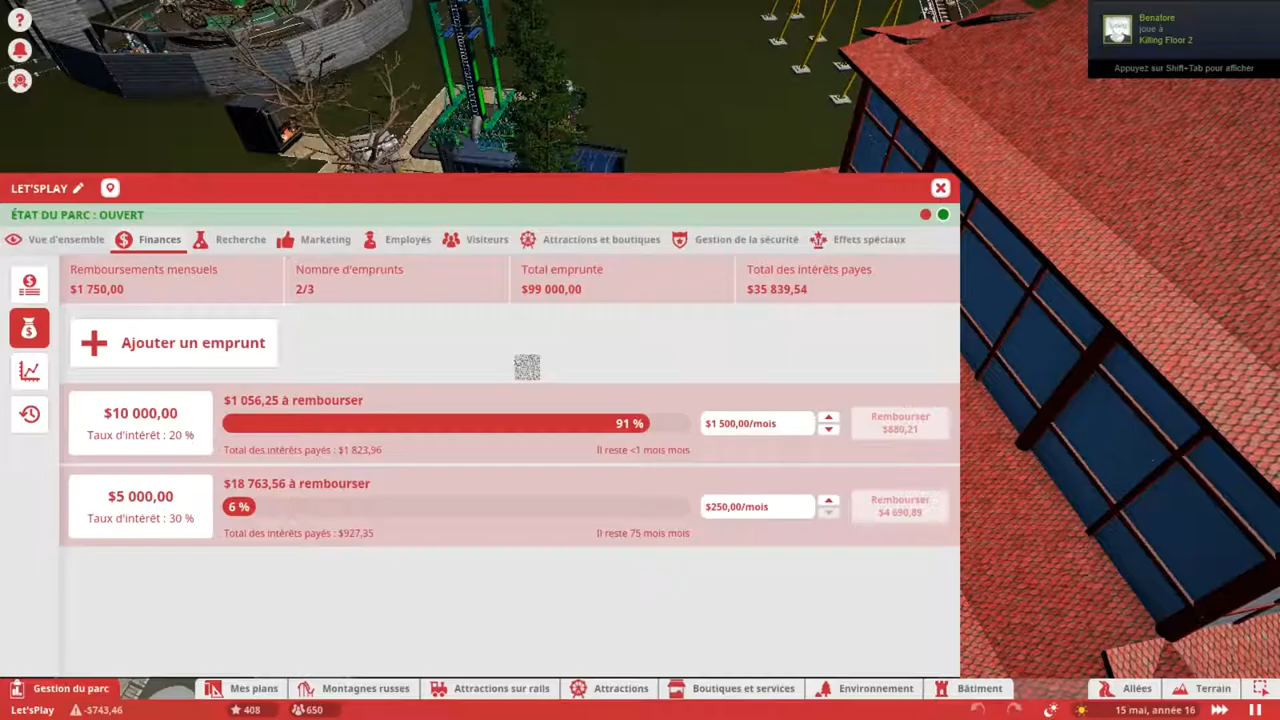 Benatore
joue à
Killing Floor 2
Appuyez sur Shift+Tab pour afficher
LET'SPLAY
ÉTAT DU PARC : OUVERT
Vue d'ensemble
Finances
Recherche
Marketing
Employés
Visiteurs
Attractions et boutiques
Gestion de la sécurité
Effets spéciaux
Remboursements mensuels
$1 750,00
Nombre d'emprunts
2/3
Total emprunte
$99 000,00
Total des intérêts payes
$35 839,54
Ajouter un emprunt
$10 000,00
Taux d'intérêt : 20 %
$1 056,25 à rembourser
91 %
Total des intérêts payés : $1 823,96
Il reste <1 mois mois
$1 500,00/mois
Rembourser
$880,21
$5 000,00
Taux d'intérêt : 30 %
$18 763,56 à rembourser
6 %
Total des intérêts payés : $927,35
Il reste 75 mois mois
$250,00/mois
Rembourser
$4 690,89
Gestion du parc
Mes plans
Montagnes russes
Attractions sur rails
Attractions
Boutiques et services
Environnement
Bâtiment
Allées
Terrain
Let'sPlay
-$743,46
408
650
15 mai, année 16